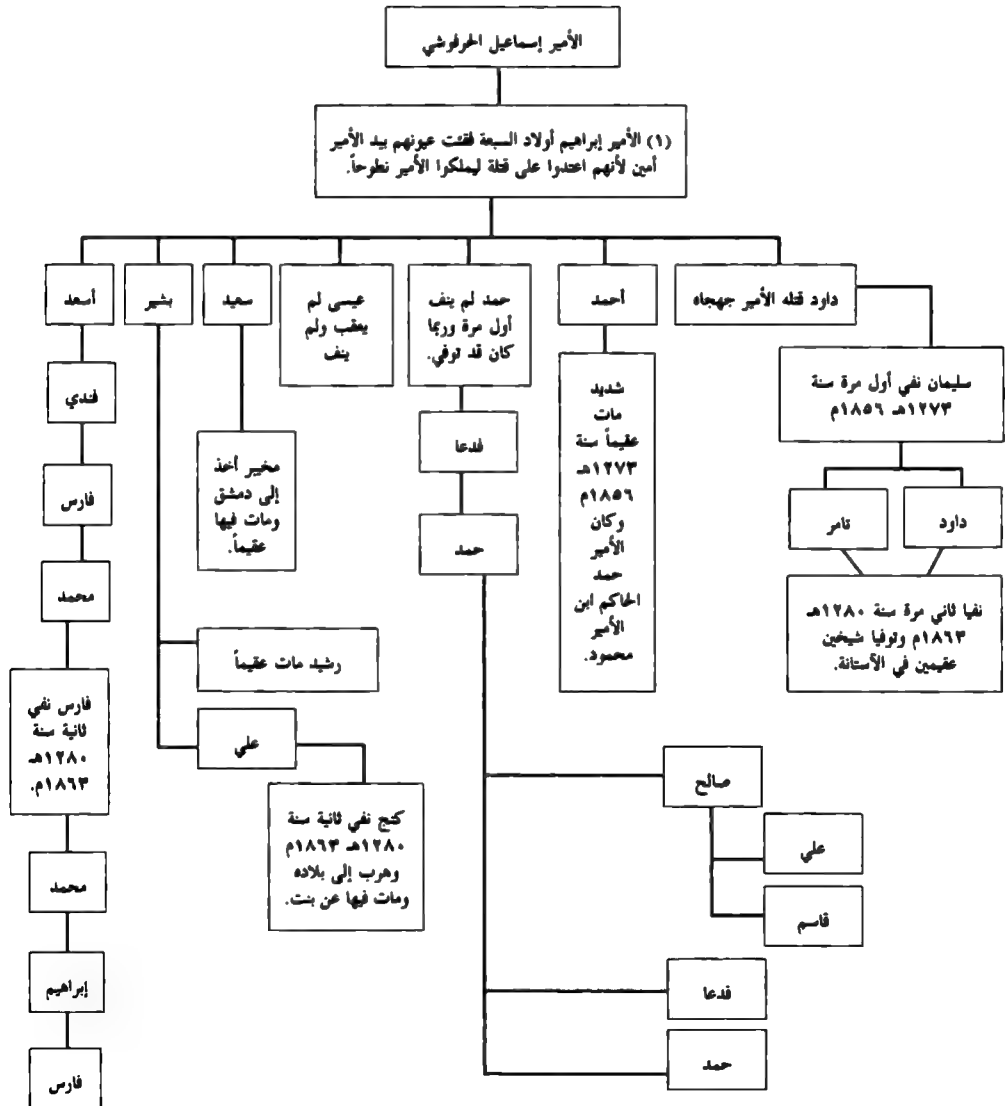 الأمير إسماعيل الحرفوشي
(١) الأمير إبراهيم أولاد السبعة فقئت عيونهم بيد الأمير
أمين لأنهم اعتدوا على قتلة ليملكوا الأمير نطوحاً.
داود قتله الأمير جهجاه
أحمد
حمد لم ينف
أول مرة وربما
كان قد توفي.
عيسى لم
يعقب ولم
ينف
سعيد
بشير
أسعد
سليمان نفي أول مرة سنة
١٢٧٣هـ ١٨٥٦م
داود
تامر
نفيا ثاني مرة سنة ١٢٨٠هـ
١٨٦٣م وتوفيا شيخين
عقيمين في الآستانة.
شديد
مات
عقيماً سنة
١٢٧٣هـ
١٨٥٦م
وكان
الأمير
حمد
الحاكم ابن
الأمير
محمود.
فدعا
حمد
صالح
علي
قاسم
فدعا
حمد
مخيبر أخذ
إلى دمشق
ومات فيها
عقيماً.
رشيد مات عقيماً
علي
كنج نفي ثانية سنة
١٢٨٠هـ ١٨٦٣م
وهرب إلى بلاده
ومات فيها عن بنت.
فندي
فارس
محمد
فارس نفي
ثانية سنة
١٢٨٠هـ
١٨٦٣م.
محمد
إبراهيم
فارس